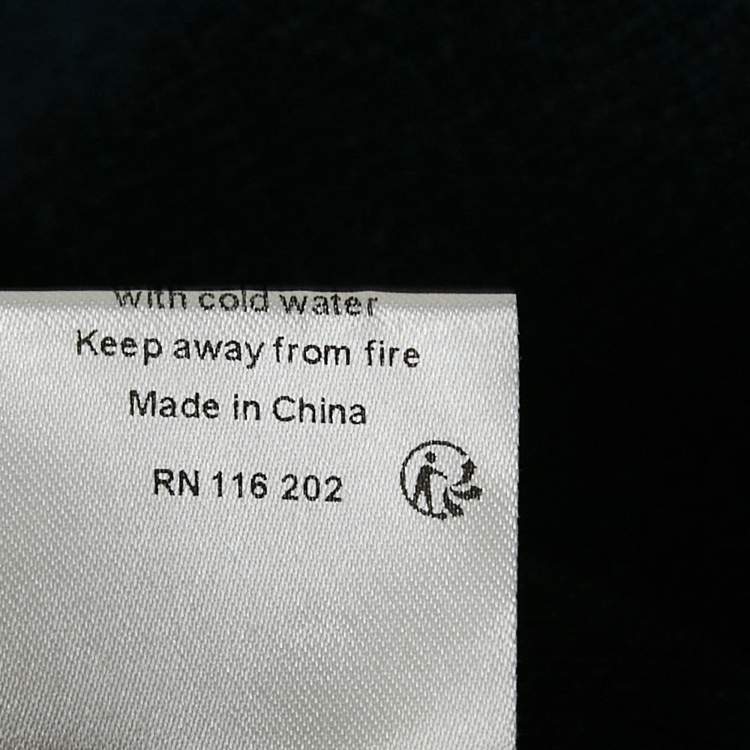 with cold water
Keep away from fire
Made in China
RN 116 202